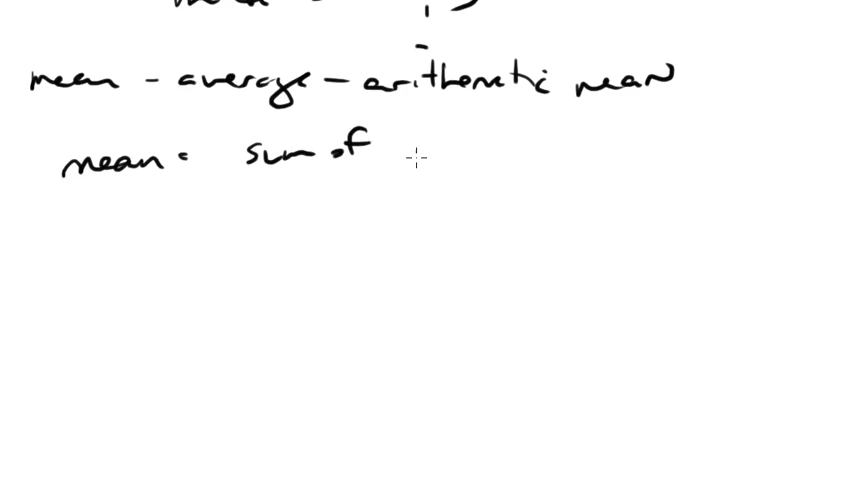 mean - average - arithmetic mean
mean = sum of